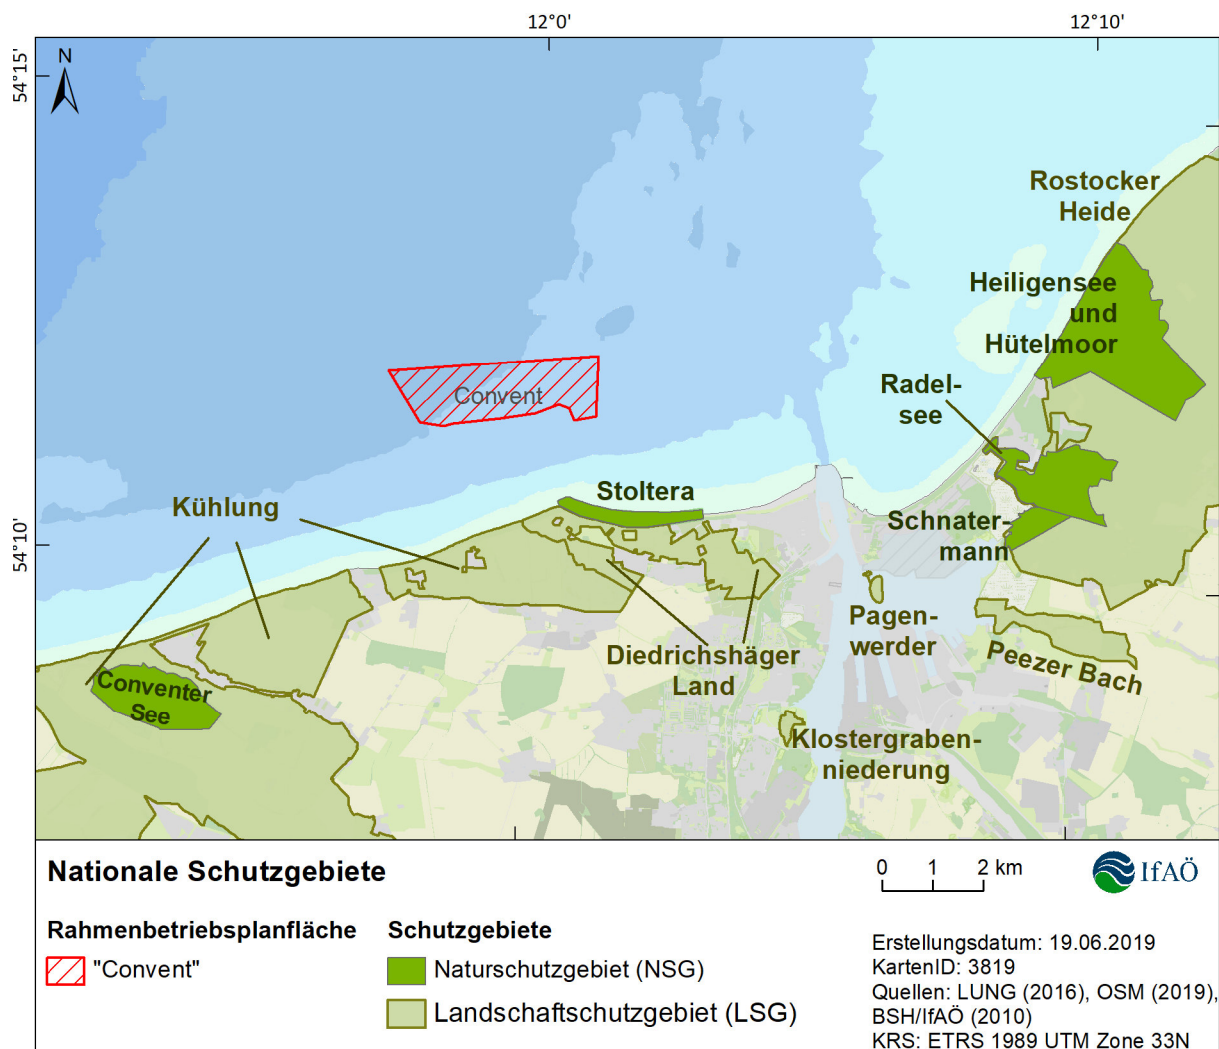 12°0'
12°10'
54°15'
N
Rostocker
Heide
Heiligensee
und
Hütelmoor
Radel-
see
Convent
Kühlung
Stoltera
54°10'
Schnater-
mann
Pagen-
werder
Diedrichshäger
Land
Peezer Bach
Conventer
See
Klostergraben-
niederung
Nationale Schutzgebiete
0 1 2 km
IfAÖ
Rahmenbetriebsplanfläche
"Convent"
Schutzgebiete
Naturschutzgebiet (NSG)
Landschaftschutzgebiet (LSG)
Erstellungsdatum: 19.06.2019
KartenID: 3819
Quellen: LUNG (2016), OSM (2019),
BSH/IfAÖ (2010)
KRS: ETRS 1989 UTM Zone 33N